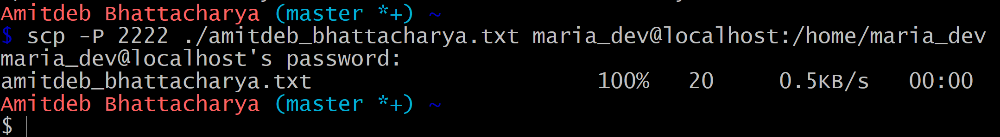 Amitdeb Bhattacharya (master *+) ~
$ scp -P 2222 ./amitdeb_bhattacharya.txt maria_dev@localhost:/home/maria_dev
maria_dev@localhost's password:
amitdeb_bhattacharya.txt 100% 20 0.5KB/s 00:00
Amitdeb Bhattacharya (master *+) ~
$